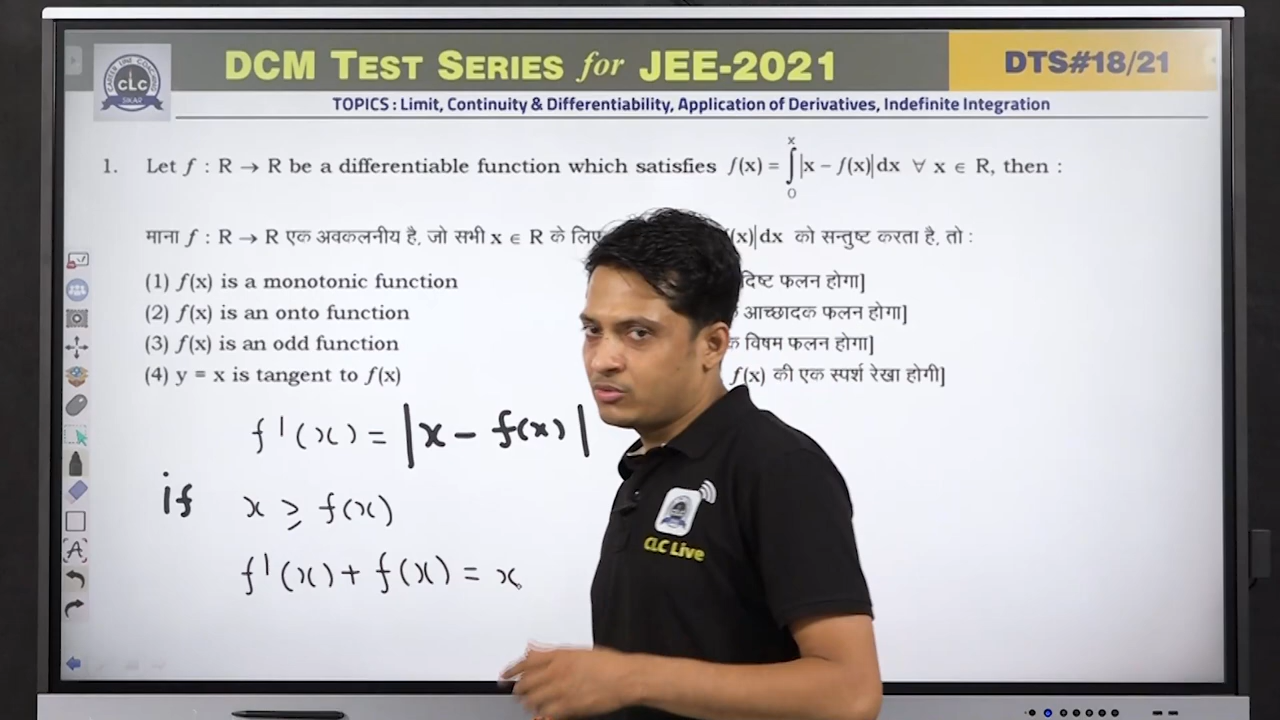 DCM TEST SERIES for JEE-2021
DTS#18/21
CLC
SIKAR
TOPICS : Limit, Continuity & Differentiability, Application of Derivatives, Indefinite Integration
1. Let f : R → R be a differentiable function which satisfies f(x) = ∫₀ˣ |x − f(x)|dx ∀ x ∈ R, then :
माना f : R → R एक अवकलनीय है, जो सभी x ∈ R के लिए (x)|dx को सन्तुष्ट करता है, तो :
(1) f(x) is a monotonic function दिष्ट फलन होगा]
(2) f(x) is an onto function आच्छादक फलन होगा]
(3) f(x) is an odd function विषम फलन होगा]
(4) y = x is tangent to f(x) f(x) की एक स्पर्श रेखा होगी]
f'(x) = |x − f(x)|
if x ≥ f(x)
f'(x) + f(x) = x
CLC Live